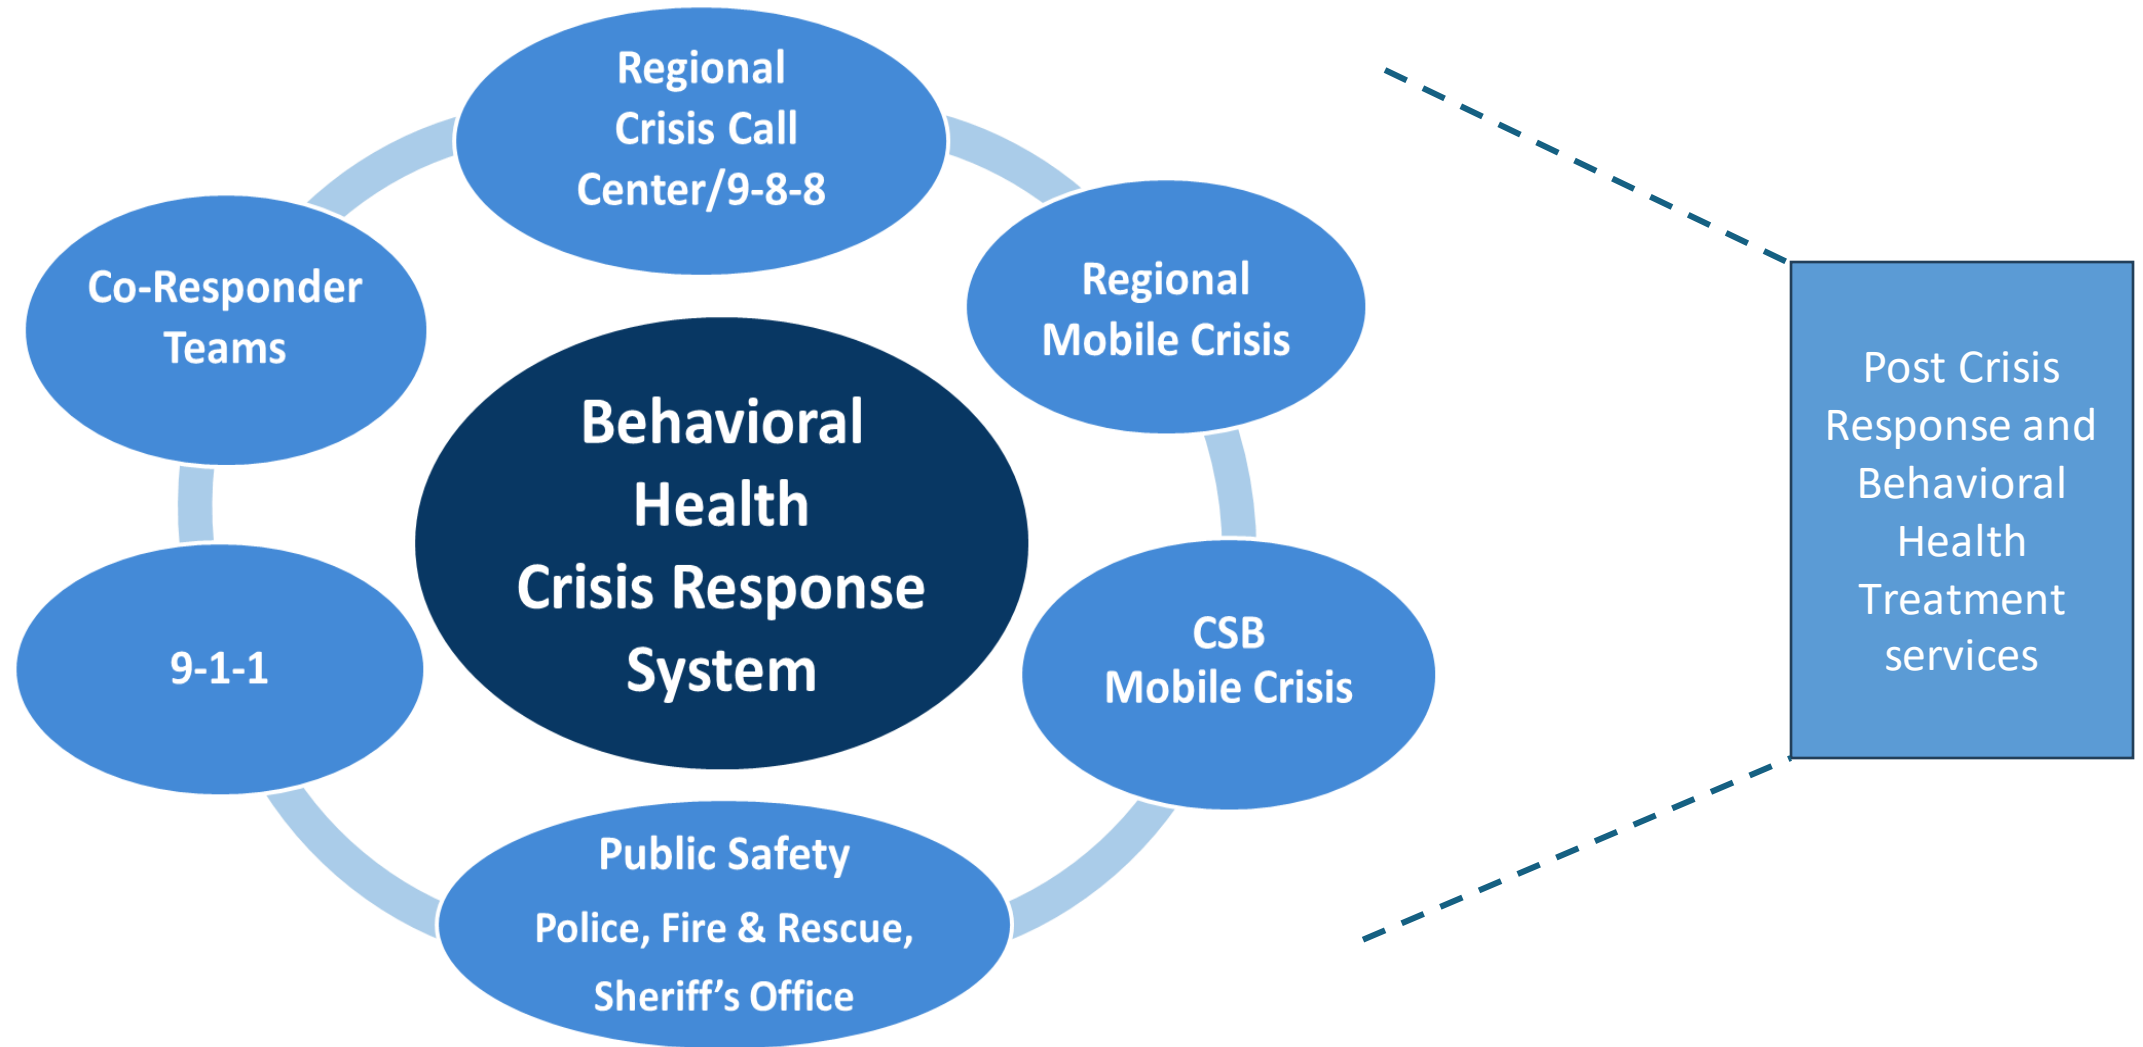 Regional
Crisis Call
Center/9-8-8
Co-Responder
Teams
Regional
Mobile Crisis
Behavioral
Health
Crisis Response
System
9-1-1
CSB
Mobile Crisis
Public Safety
Police, Fire & Rescue,
Sheriff’s Office
Post Crisis
Response and
Behavioral
Health
Treatment
services